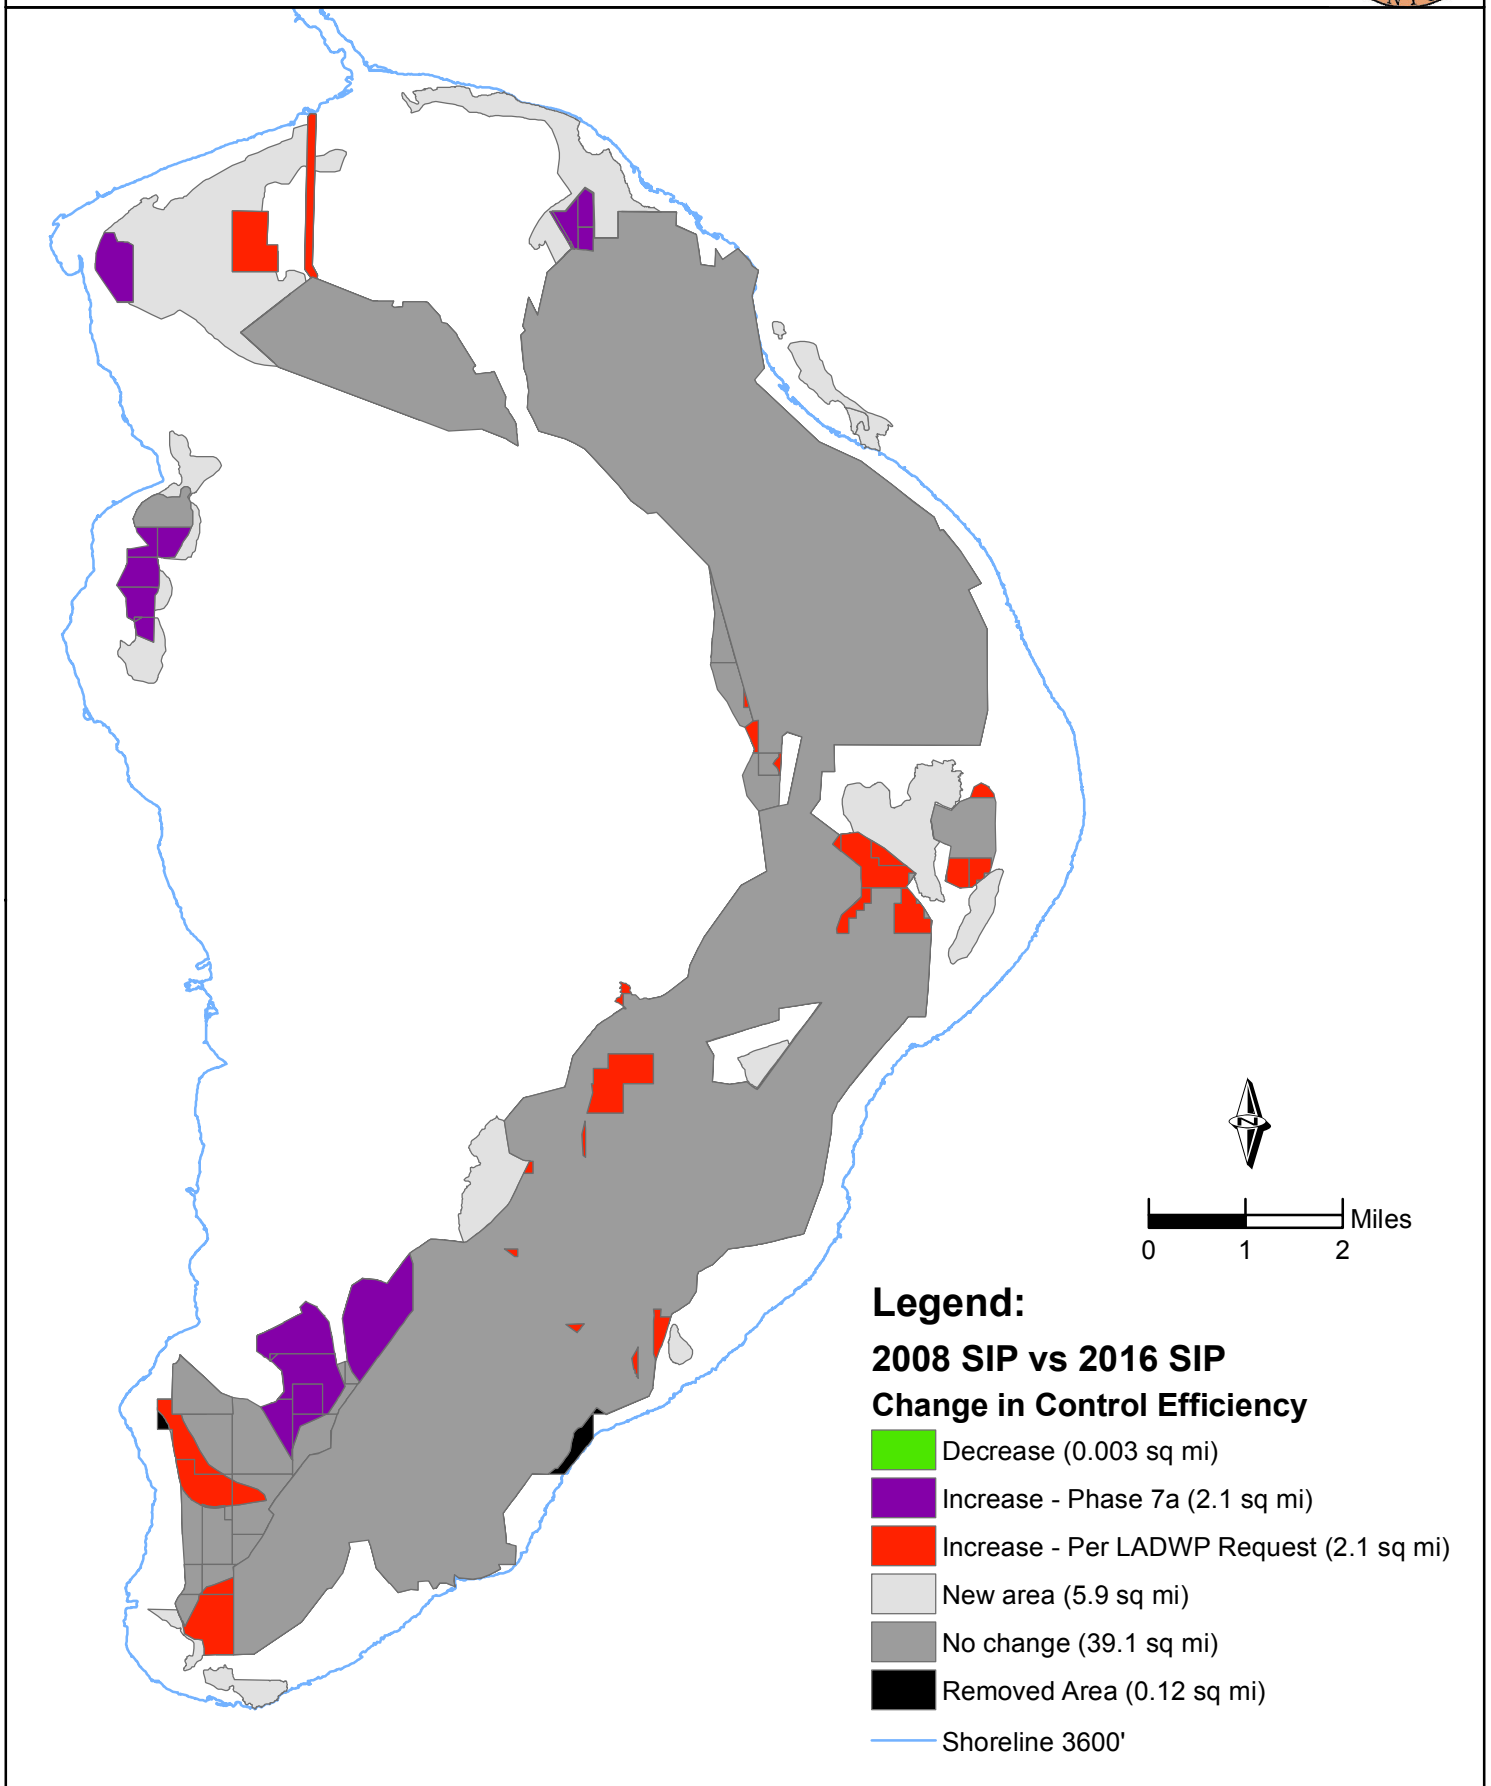 N
Miles
0 1 2
Legend:
2008 SIP vs 2016 SIP
Change in Control Efficiency
Decrease (0.003 sq mi)
Increase - Phase 7a (2.1 sq mi)
Increase - Per LADWP Request (2.1 sq mi)
New area (5.9 sq mi)
No change (39.1 sq mi)
Removed Area (0.12 sq mi)
Shoreline 3600'